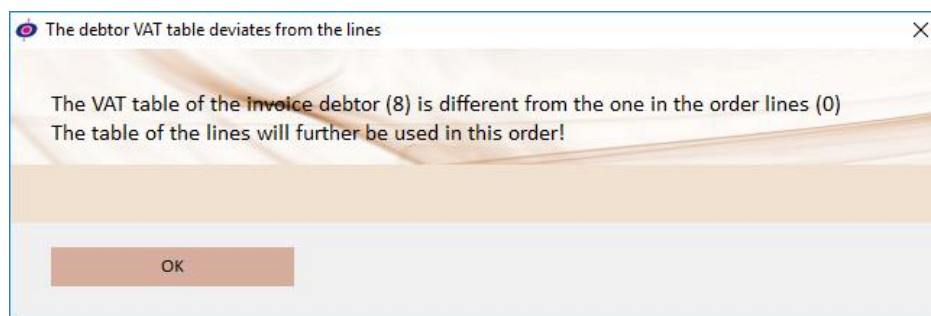 The debtor VAT table deviates from the lines
The VAT table of the invoice debtor (8) is different from the one in the order lines (0)
The table of the lines will further be used in this order!
OK